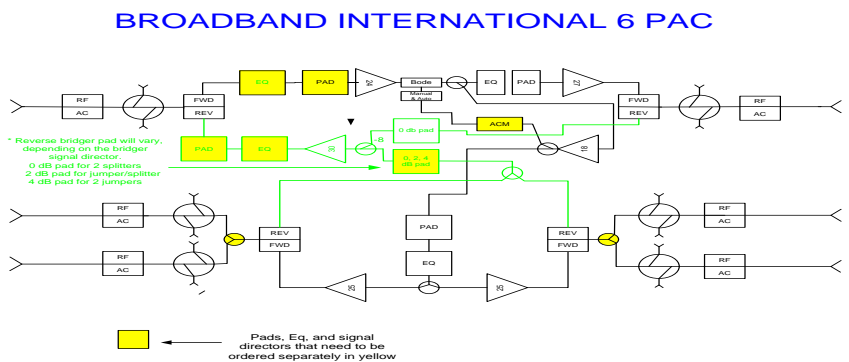 BROADBAND INTERNATIONAL 6 PAC
EQ
PAD
24
Bode
EQ
PAD
27
Manual
& Auto
RF
AC
FWD
REV
FWD
REV
RF
AC
0 db pad
ACM
* Reverse bridger pad will vary,
depending on the bridger
signal director.
0 dB pad for 2 splitters
2 dB pad for jumper/splitter
4 dB pad for 2 jumpers
PAD
EQ
-8
0, 2, 4
dB pad
18
RF
AC
PAD
RF
AC
REV
FWD
REV
FWD
RF
AC
EQ
RF
AC
Pads, Eq, and signal
directors that need to be
ordered separately in yellow